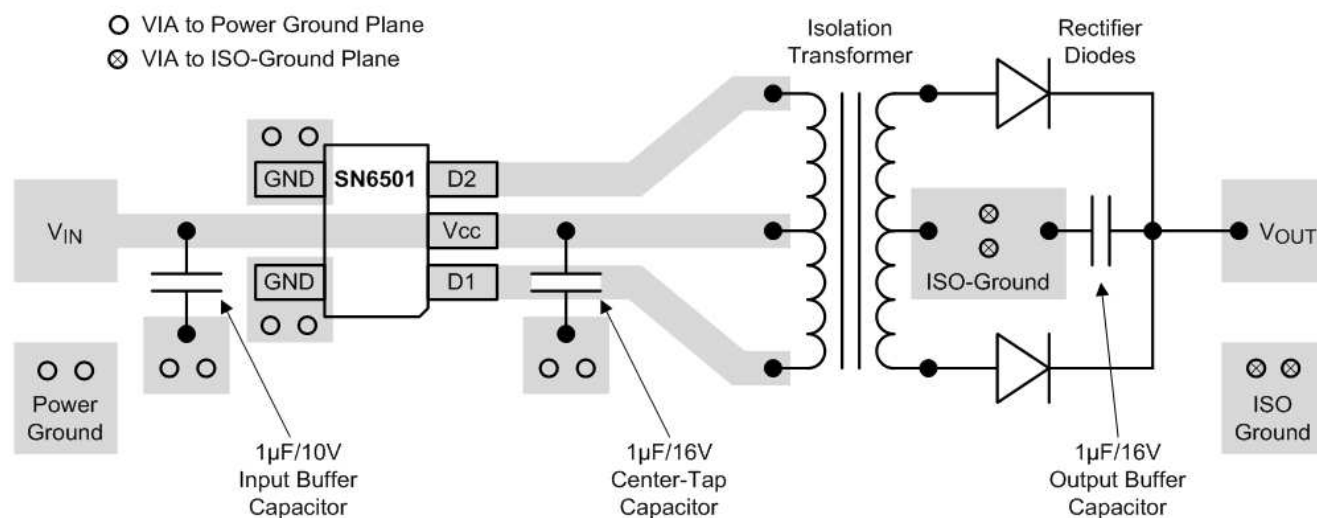 VIA to Power Ground Plane
VIA to ISO-Ground Plane
Isolation
Transformer
Rectifier
Diodes
GND
SN6501
D2
VIN
Vcc
VOUT
GND
D1
ISO-Ground
Power
Ground
ISO
Ground
1µF/10V
Input Buffer
Capacitor
1µF/16V
Center-Tap
Capacitor
1µF/16V
Output Buffer
Capacitor